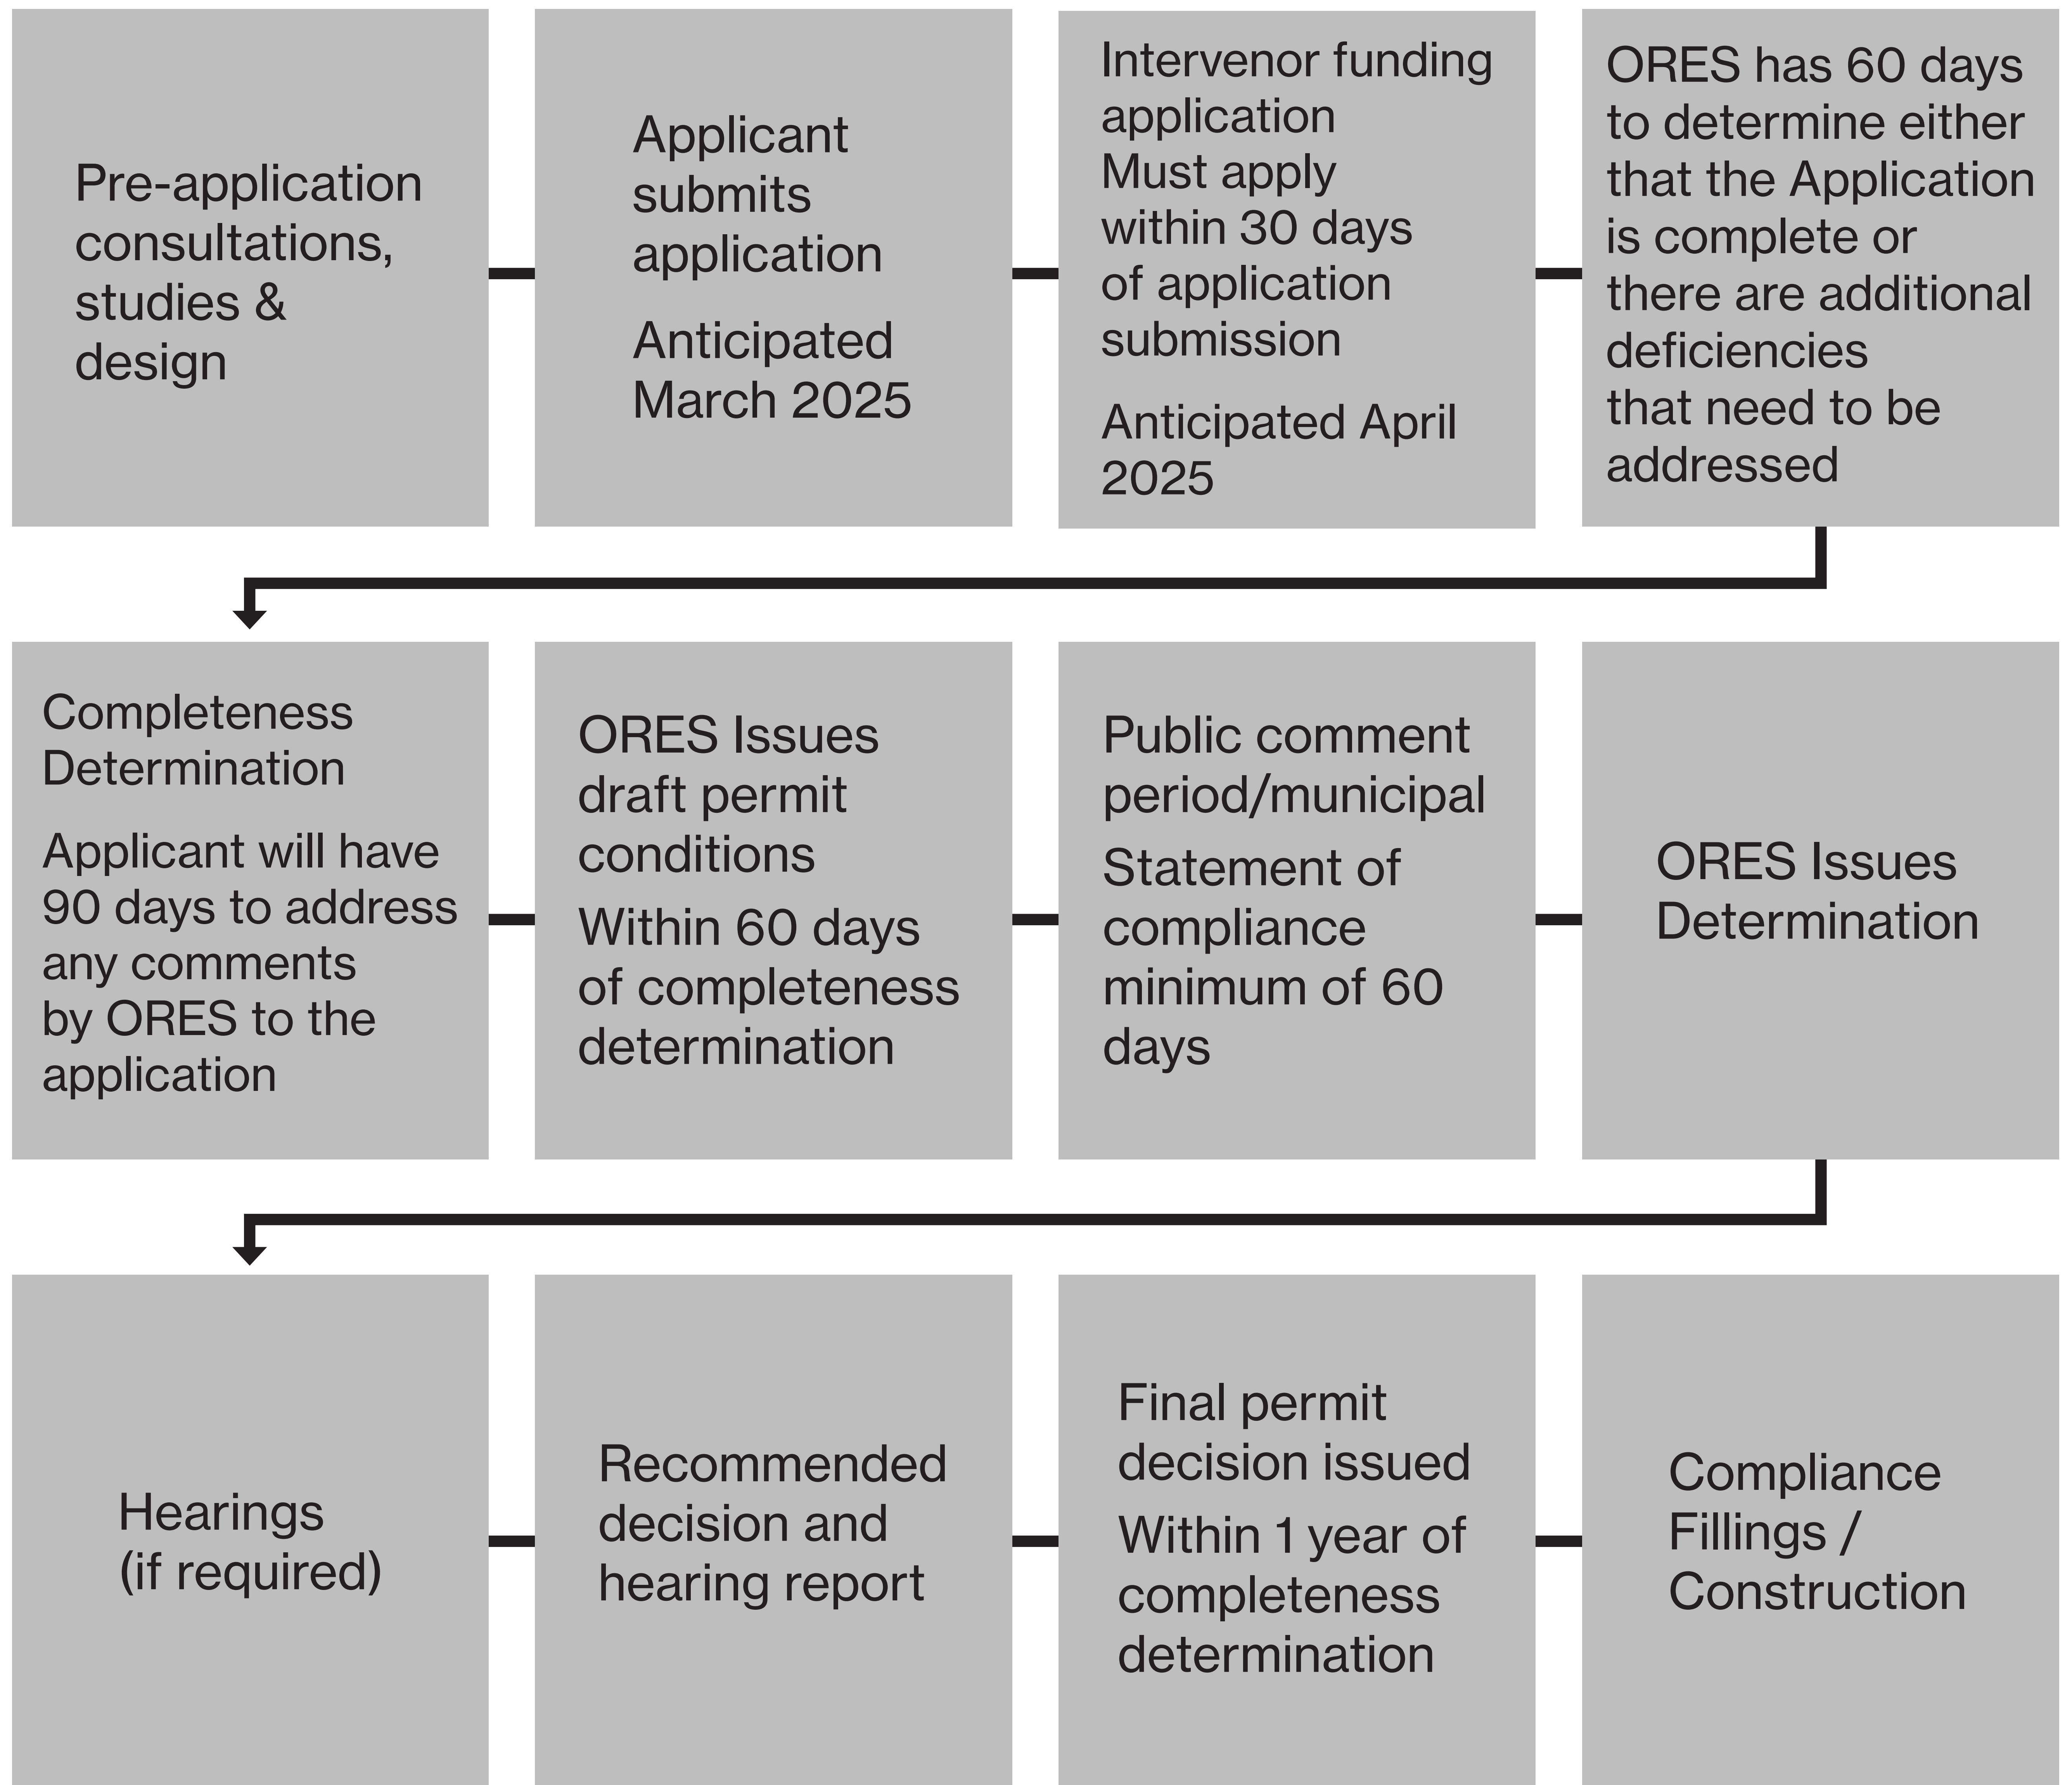 Pre-application
consultations,
studies &
design
Applicant
submits
application
Anticipated
March 2025
Intervenor funding
application
Must apply
within 30 days
of application
submission
Anticipated April
2025
ORES has 60 days
to determine either
that the Application
is complete or
there are additional
deficiencies
that need to be
addressed
Completeness
Determination
Applicant will have
90 days to address
any comments
by ORES to the
application
ORES Issues
draft permit
conditions
Within 60 days
of completeness
determination
Public comment
period/municipal
Statement of
compliance
minimum of 60
days
ORES Issues
Determination
Hearings
(if required)
Recommended
decision and
hearing report
Final permit
decision issued
Within 1 year of
completeness
determination
Compliance
Fillings /
Construction